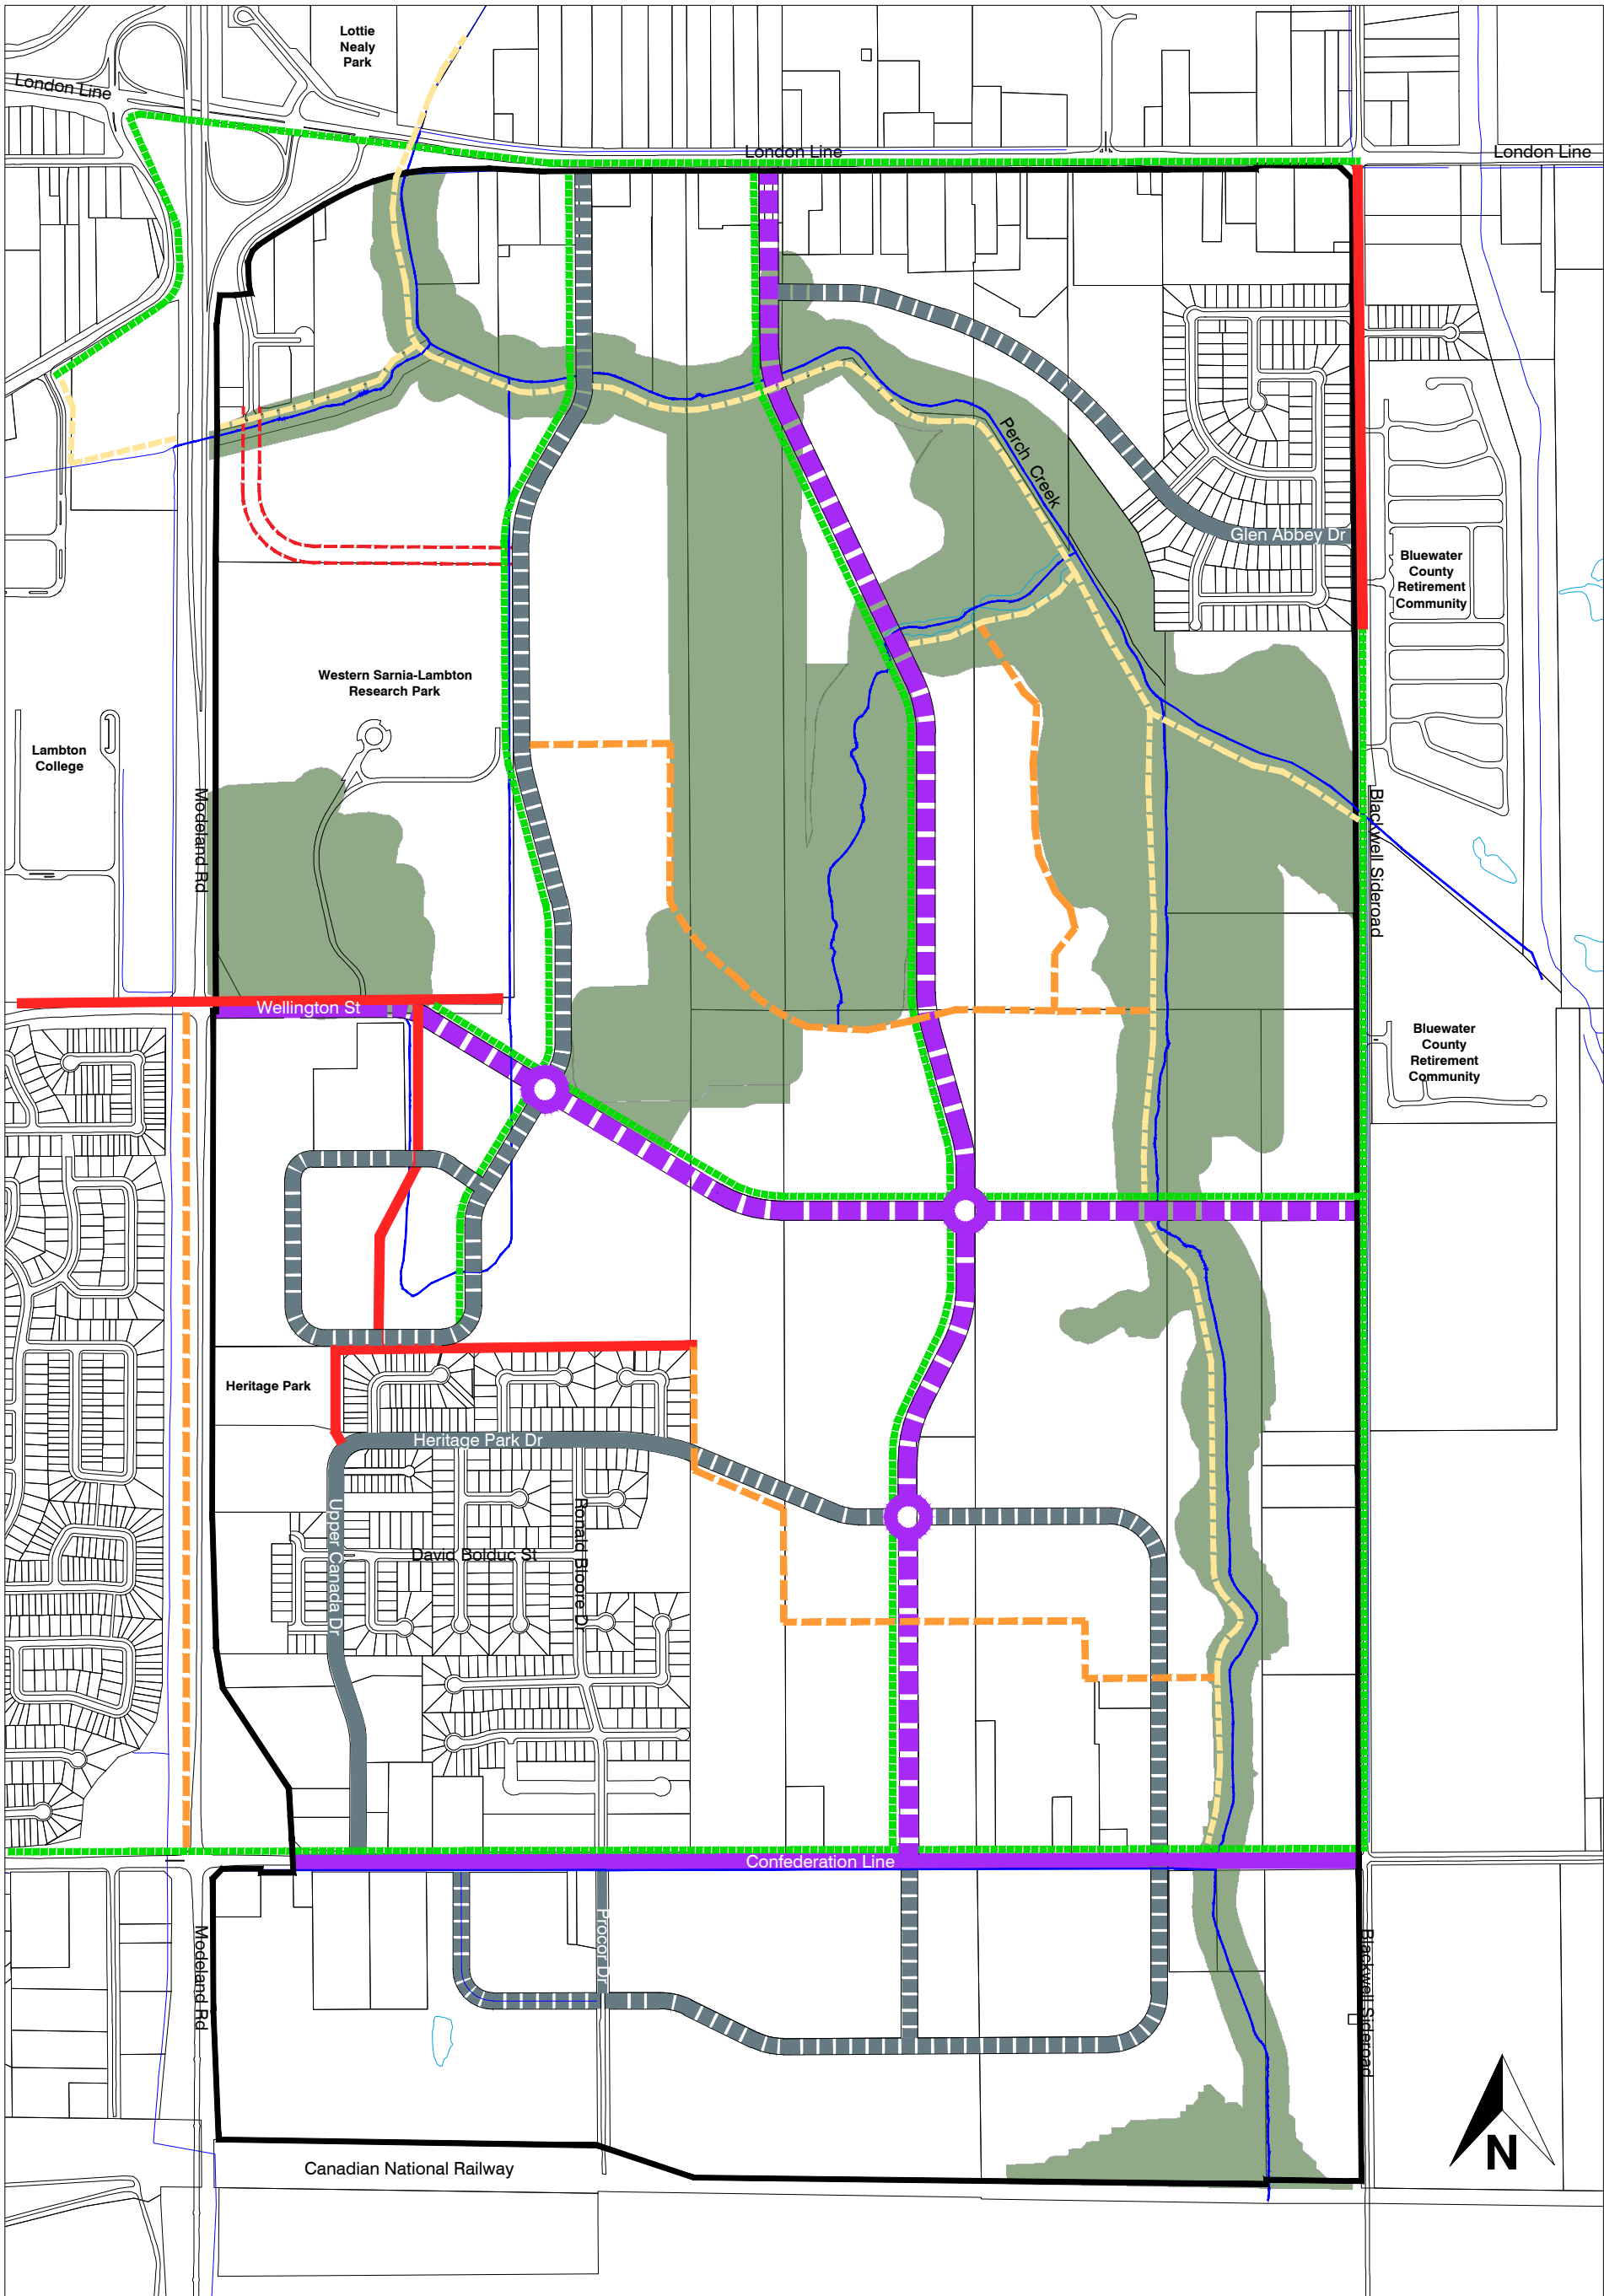 Lottie
Nealy
Park
London Line
London Line
London Line
Perch Creek
Glen Abbey Dr
Bluewater
County
Retirement
Community
Western Sarnia-Lambton
Research Park
Lambton
College
Modeland Rd
Blackwell Sideroad
Wellington St
Bluewater
County
Retirement
Community
Heritage Park
Heritage Park Dr
Upper Canada Dr
Ronald Bloore Dr
David Bolduc St
Confederation Line
Procor Dr
Modeland Rd
Blackwell Sideroad
Canadian National Railway
N